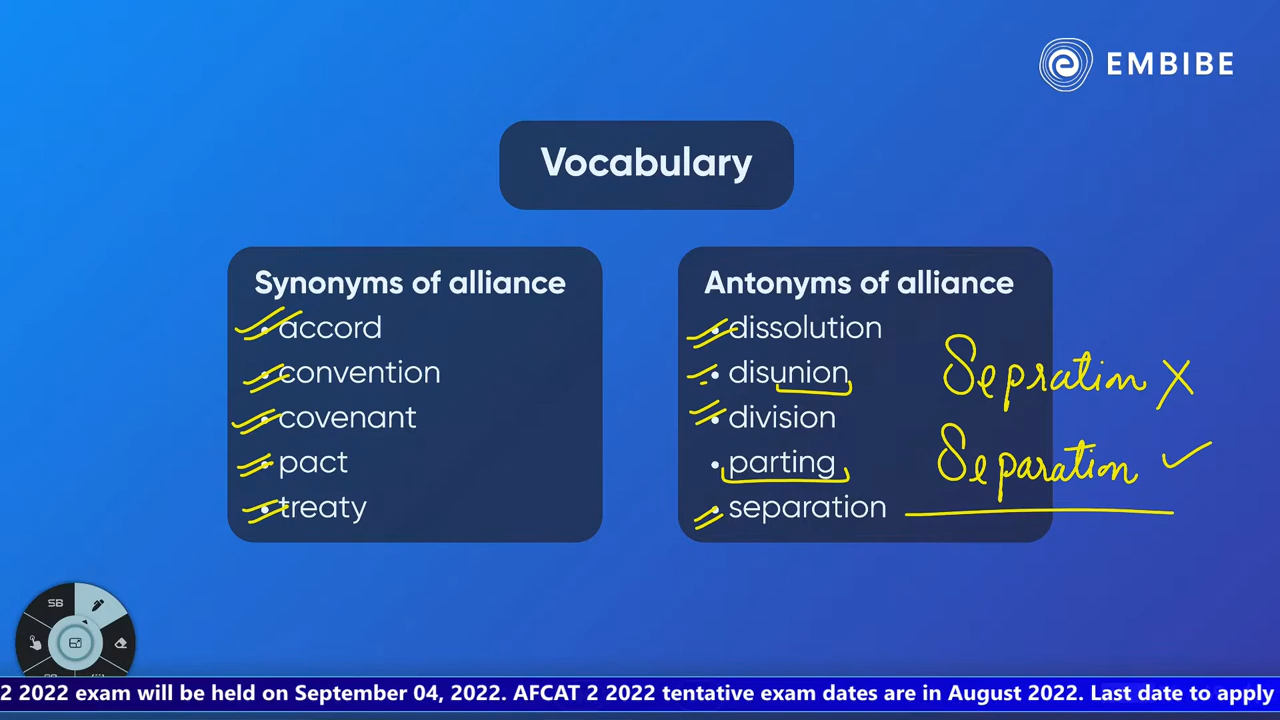 EMBIBE
Vocabulary
Synonyms of alliance
• accord
• convention
• covenant
• pact
• treaty
Antonyms of alliance
• dissolution
• disunion
• division
• parting
• separation
Sepration X
Separation ✓
SB
2 2022 exam will be held on September 04, 2022. AFCAT 2 2022 tentative exam dates are in August 2022. Last date to apply